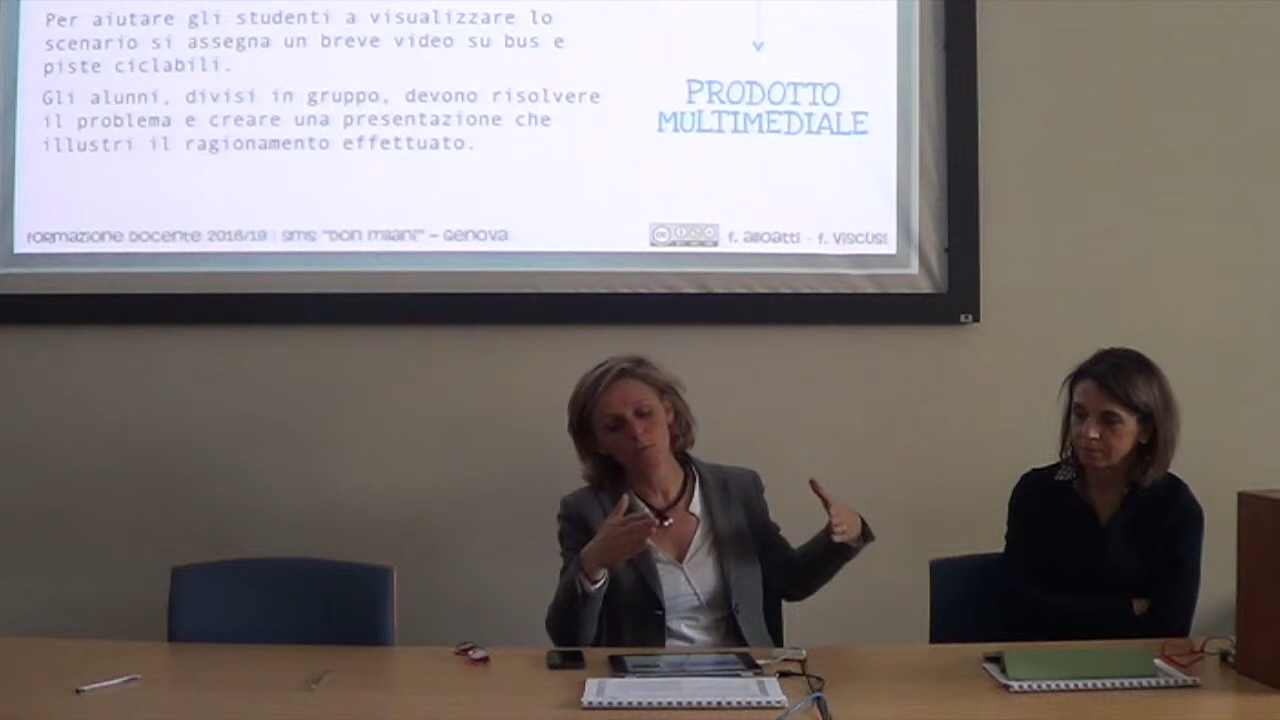 Per aiutare gli studenti a visualizzare lo
scenario si assegna un breve video su bus e
piste ciclabili.
Gli alunni, divisi in gruppo, devono risolvere
il problema e creare una presentazione che
illustri il ragionamento effettuato.
PRODOTTO
MULTIMEDIALE
Formazione Docente 2018/19 | SMS "Don Milani" - Genova
f. alloatti - f. viscusi